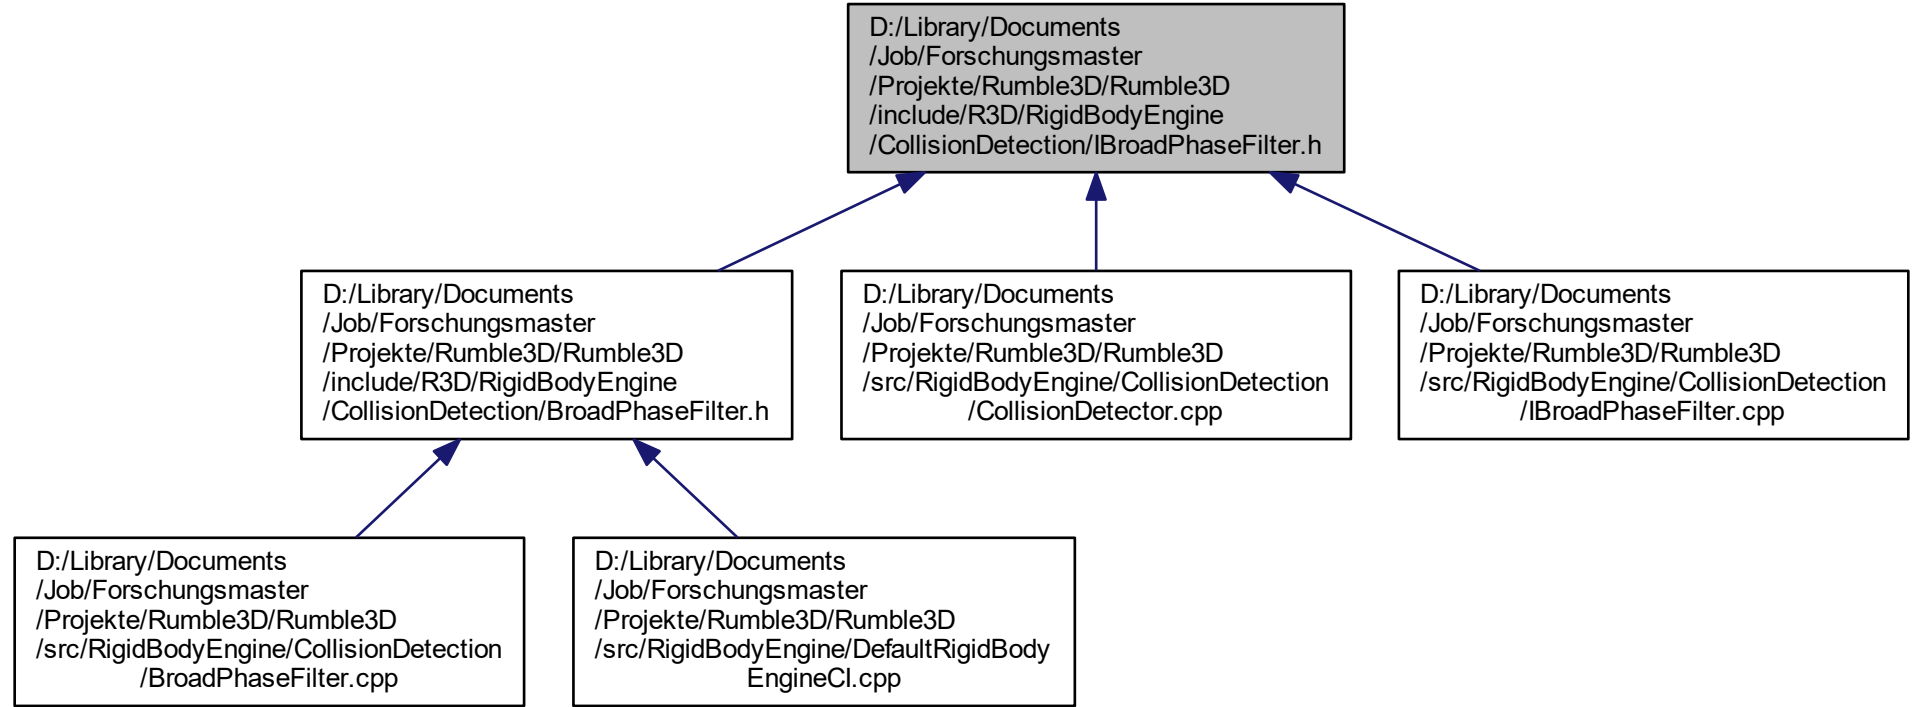 D:/Library/Documents
/Job/Forschungsmaster
/Projekte/Rumble3D/Rumble3D
/include/R3D/RigidBodyEngine
/CollisionDetection/IBroadPhaseFilter.h
D:/Library/Documents
/Job/Forschungsmaster
/Projekte/Rumble3D/Rumble3D
/include/R3D/RigidBodyEngine
/CollisionDetection/BroadPhaseFilter.h
D:/Library/Documents
/Job/Forschungsmaster
/Projekte/Rumble3D/Rumble3D
/src/RigidBodyEngine/CollisionDetection
/CollisionDetector.cpp
D:/Library/Documents
/Job/Forschungsmaster
/Projekte/Rumble3D/Rumble3D
/src/RigidBodyEngine/CollisionDetection
/IBroadPhaseFilter.cpp
D:/Library/Documents
/Job/Forschungsmaster
/Projekte/Rumble3D/Rumble3D
/src/RigidBodyEngine/CollisionDetection
/BroadPhaseFilter.cpp
D:/Library/Documents
/Job/Forschungsmaster
/Projekte/Rumble3D/Rumble3D
/src/RigidBodyEngine/DefaultRigidBody
EngineCI.cpp